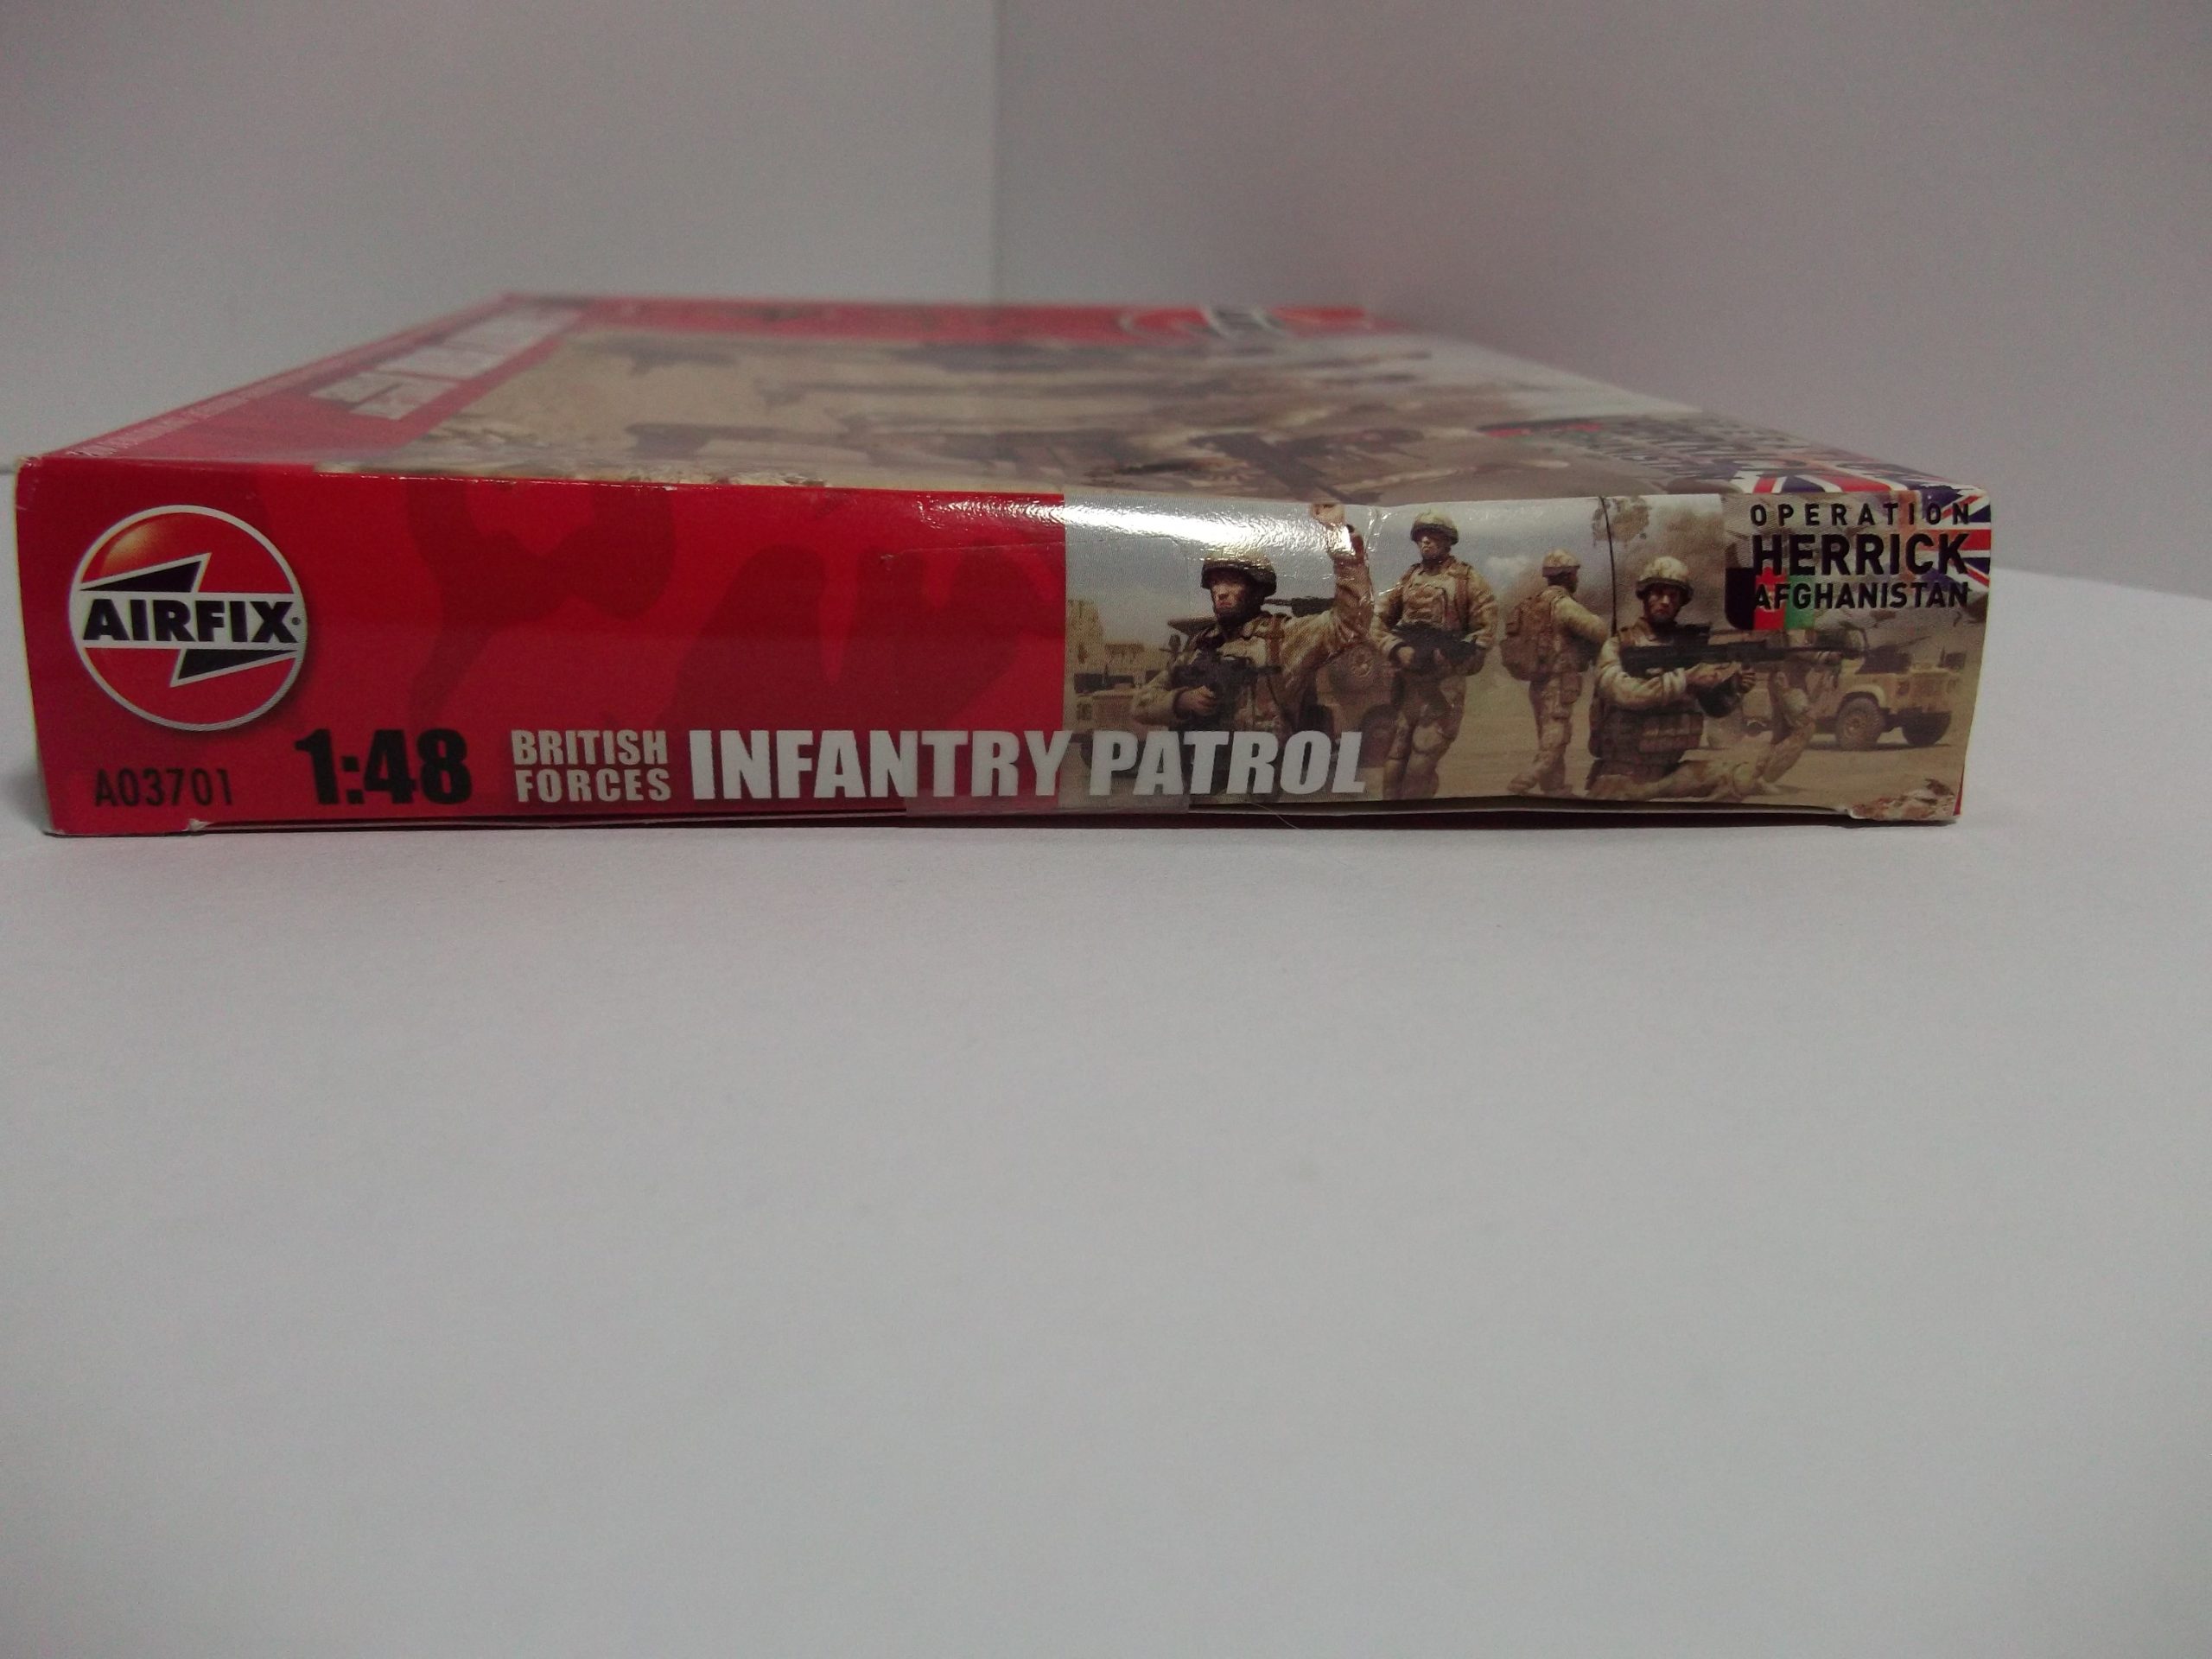 AIRFIX
A03701
1:48
BRITISH
FORCES
INFANTRY PATROL
OPERATION
HERRICK
AFGHANISTAN